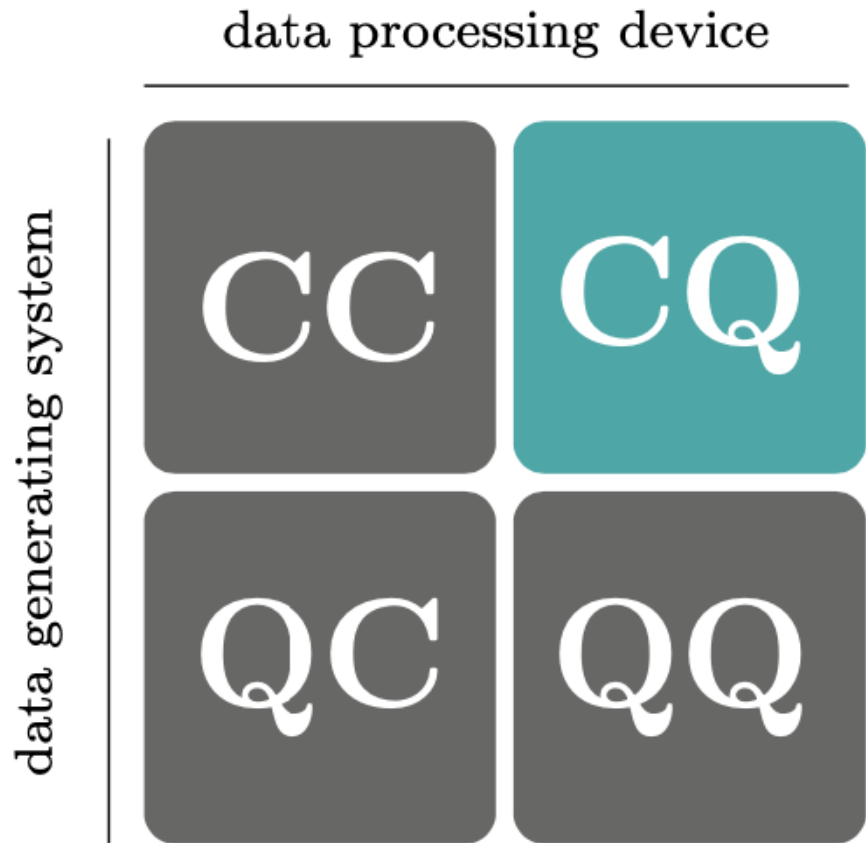 data processing device
data generating system
CC
CQ
QC
QQ